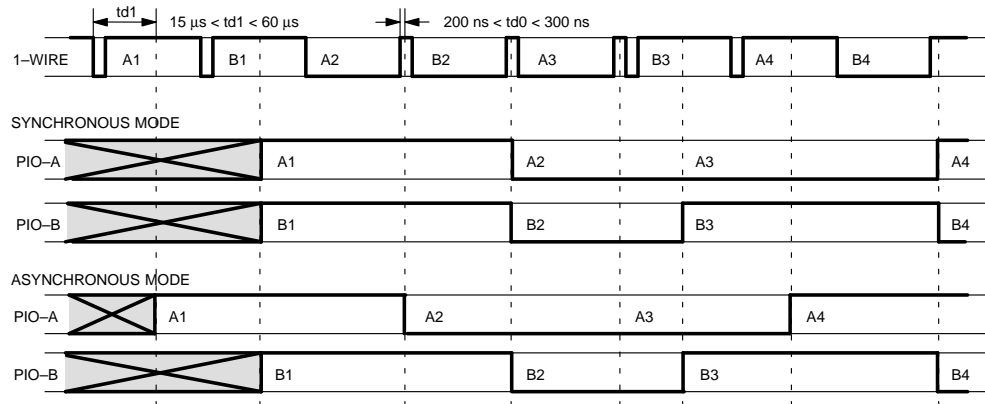 td1 15 µs < td1 < 60 µs 200 ns < td0 < 300 ns
1–WIRE A1 B1 A2 B2 A3 B3 A4 B4
SYNCHRONOUS MODE
PIO–A A1 A2 A3 A4
PIO–B B1 B2 B3 B4
ASYNCHRONOUS MODE
PIO–A A1 A2 A3 A4
PIO–B B1 B2 B3 B4